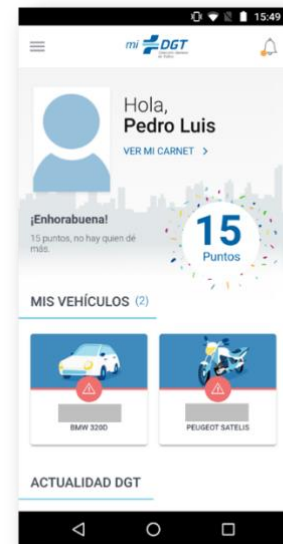 15:49
mi DGT
Hola,
Pedro Luis
VER MI CARNET >
¡Enhorabuena!
15 puntos, no hay quien dé
más.
15
Puntos
MIS VEHÍCULOS (2)
BMW 320D
PEUGEOT SATELIS
ACTUALIDAD DGT